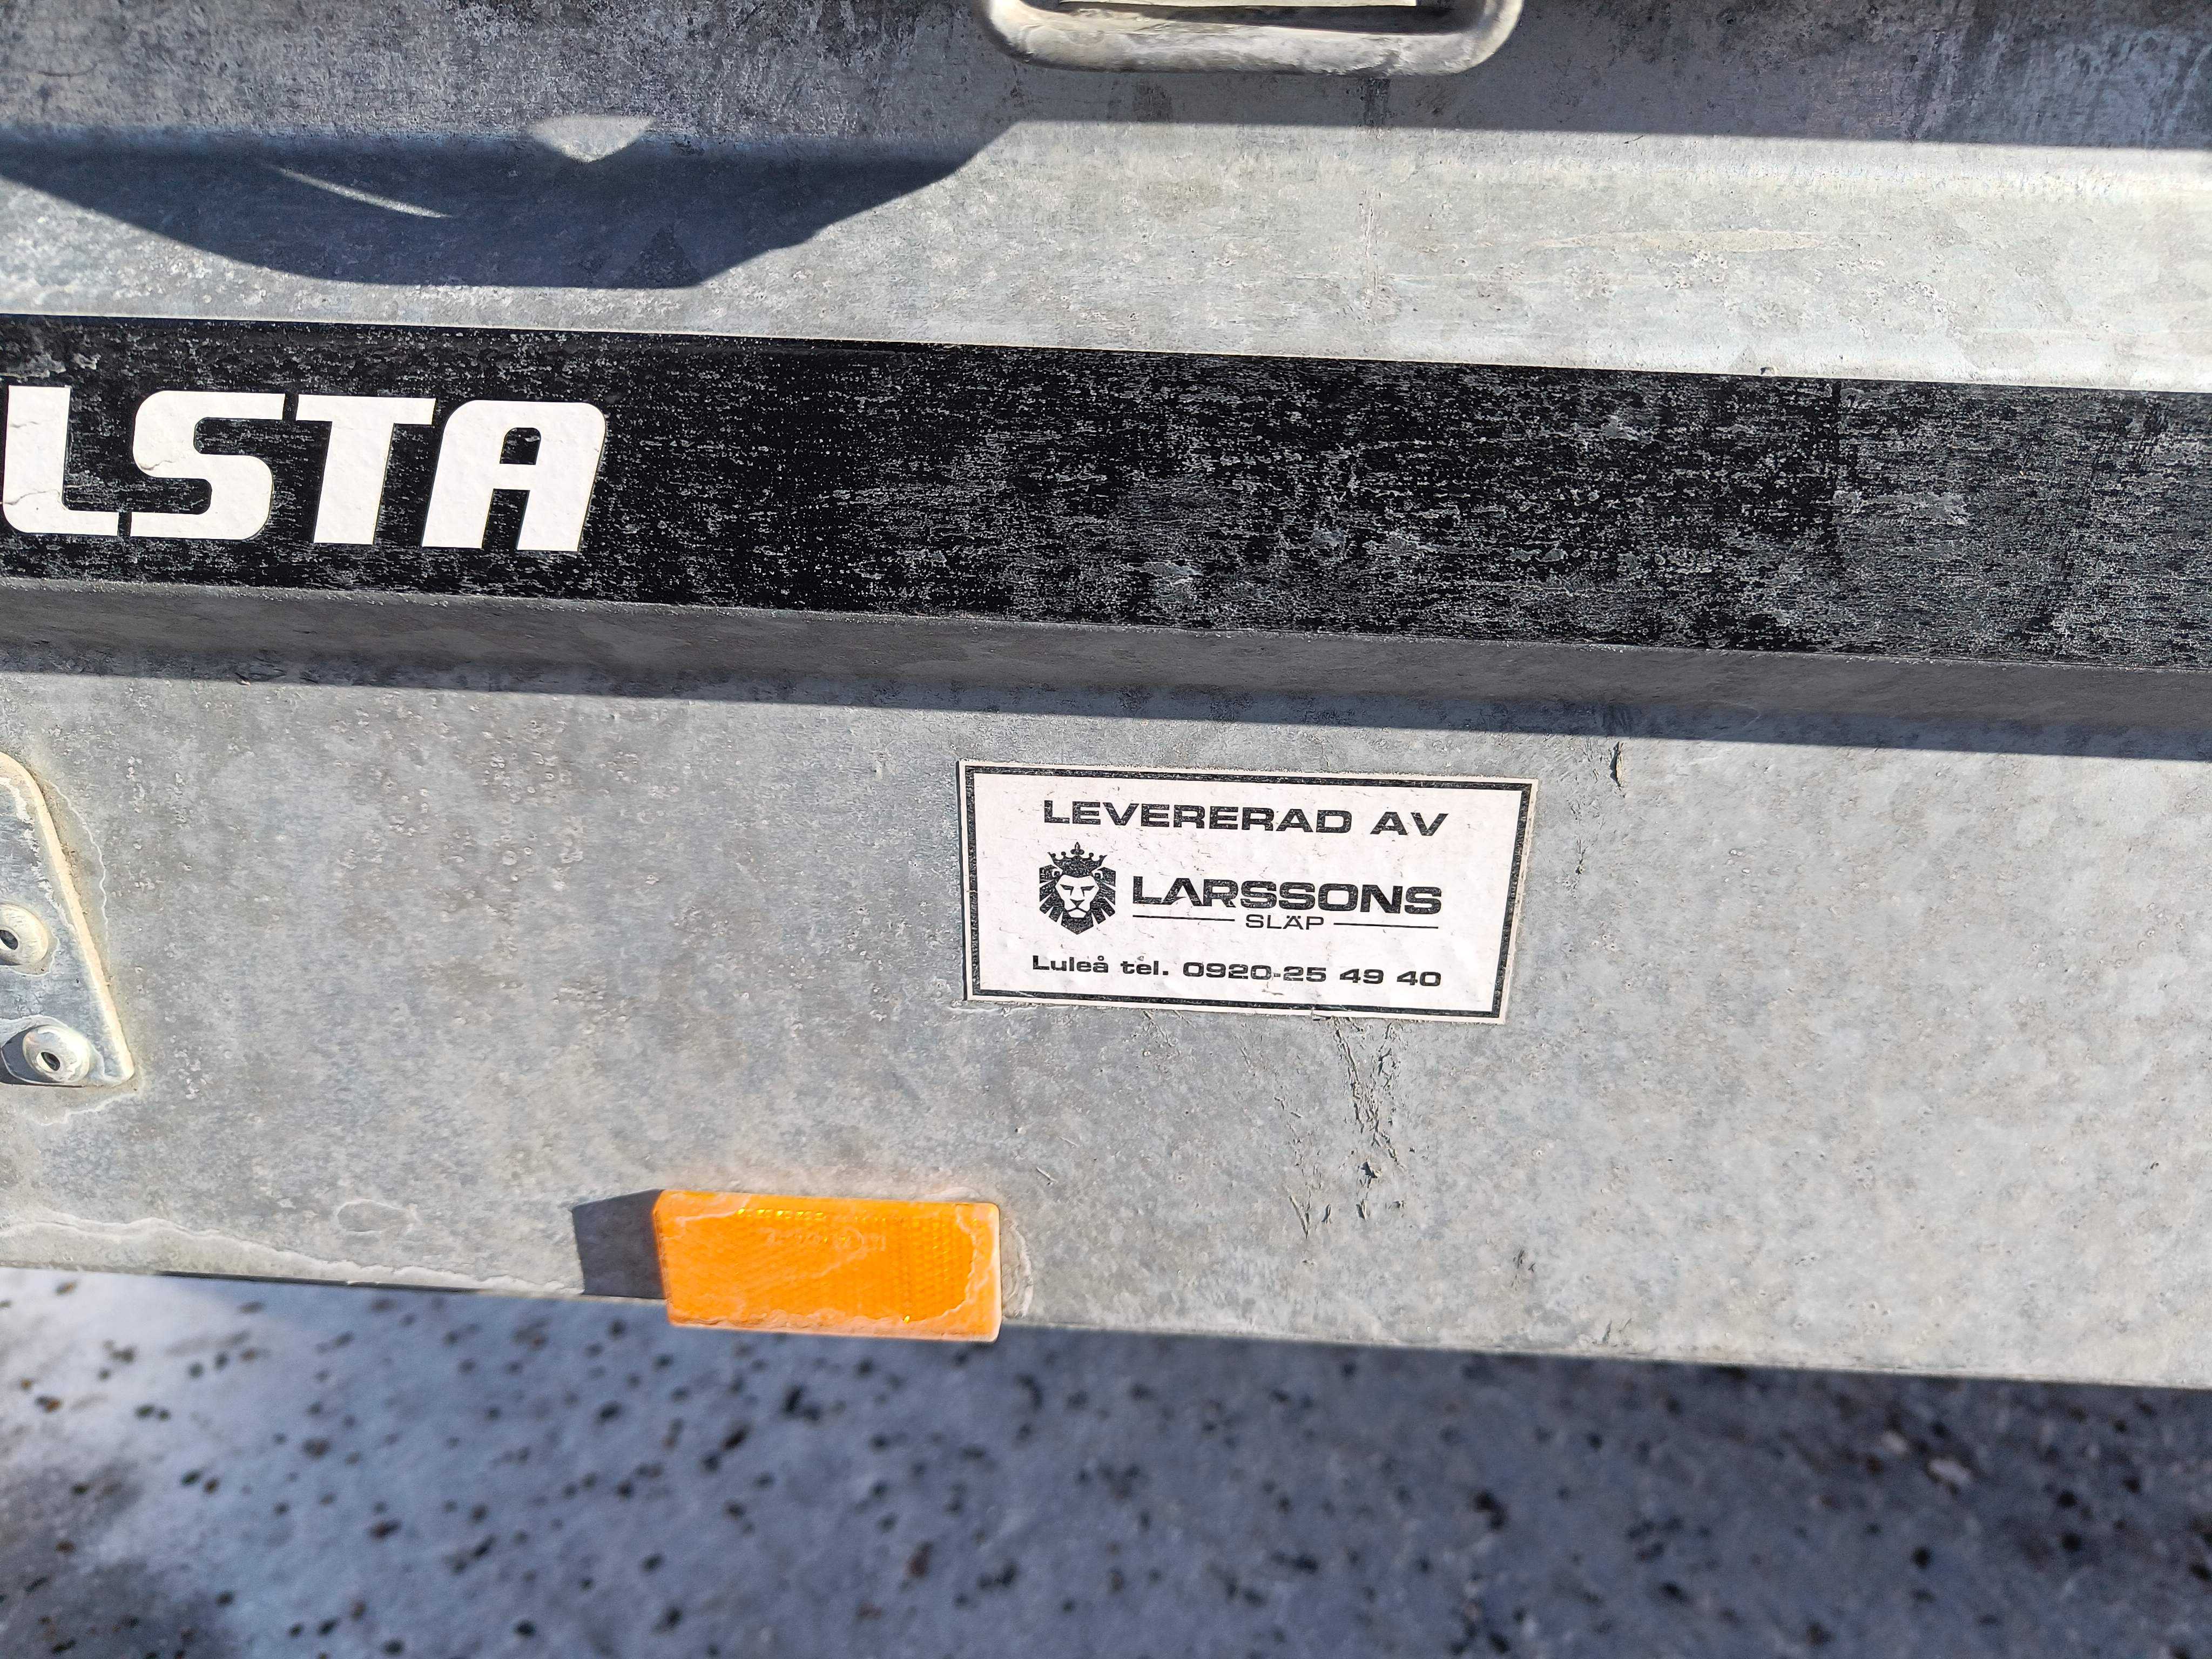 LSTA
LEVERERAD AV
LARSSONS
SLÄP
Luleå tel. 0920-25 49 40